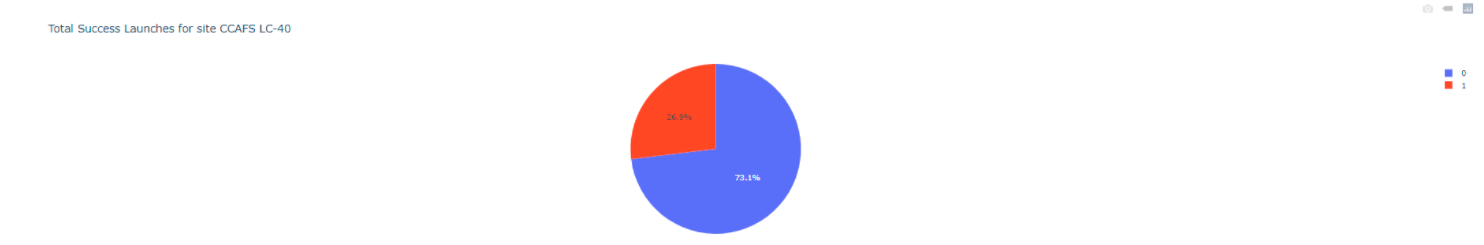 Total Success Launches for site CCAFS LC-40
0
1
26.9%
73.1%